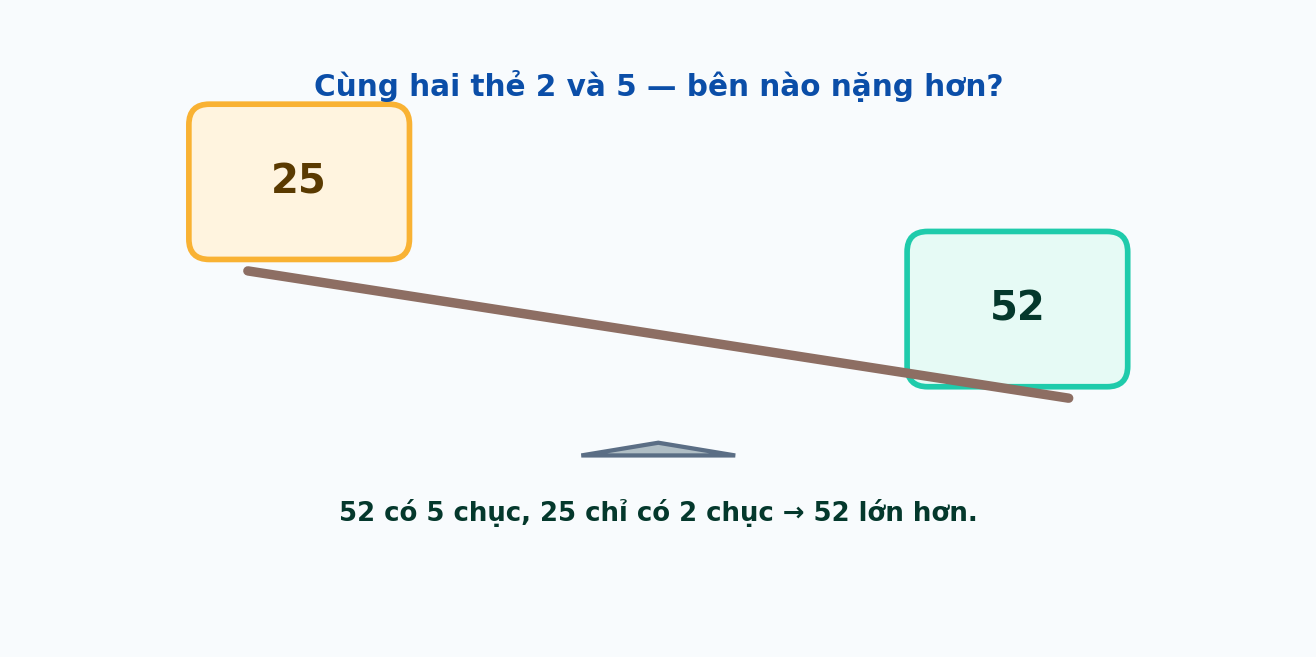 Cùng hai thẻ 2 và 5 — bên nào nặng hơn?
25
52
52 có 5 chục, 25 chỉ có 2 chục → 52 lớn hơn.